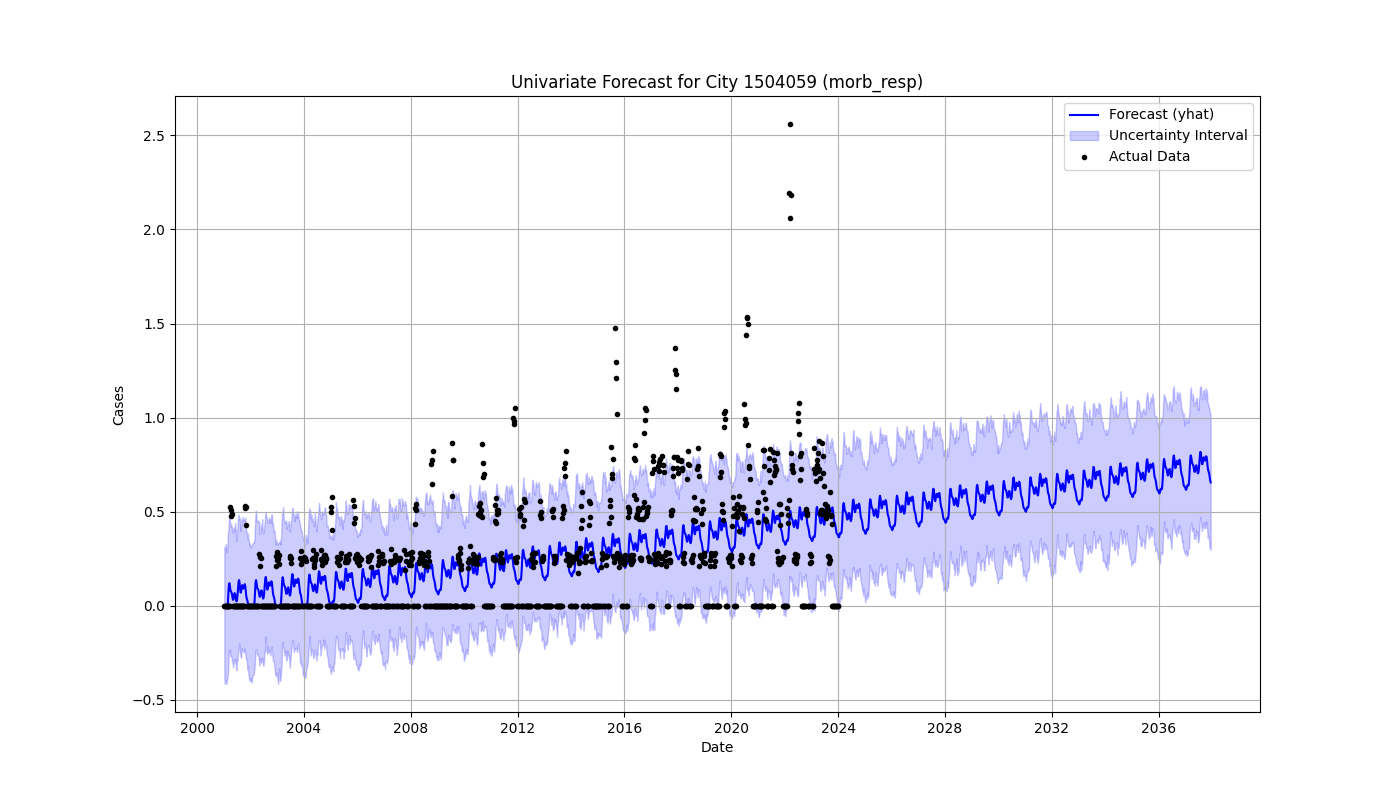 Univariate Forecast for City 1504059 (morb_resp)
Forecast (yhat)
Uncertainty Interval
Actual Data
Cases
2.5
2.0
1.5
1.0
0.5
0.0
−0.5
2000 2004 2008 2012 2016 2020 2024 2028 2032 2036
Date